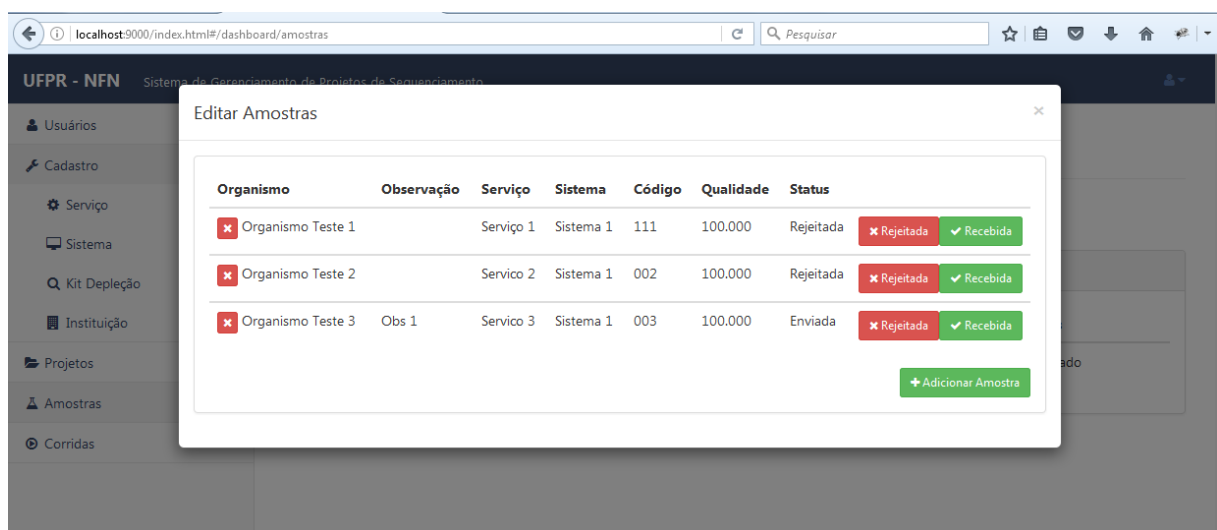 localhost:9000/index.html#/dashboard/amostras
Pesquisar
UFPR - NFN Sistema de Gerenciamento de Projetos de Sequenciamento
Editar Amostras ×
Usuários
Cadastro
Serviço
Sistema
Kit Depleção
Instituição
Projetos
Amostras
Corridas
Organismo Observação Serviço Sistema Código Qualidade Status
Organismo Teste 1 Serviço 1 Sistema 1 111 100.000 Rejeitada Rejeitada Recebida
Organismo Teste 2 Servico 2 Sistema 1 002 100.000 Rejeitada Rejeitada Recebida
Organismo Teste 3 Obs 1 Servico 3 Sistema 1 003 100.000 Enviada Rejeitada Recebida
Adicionar Amostra